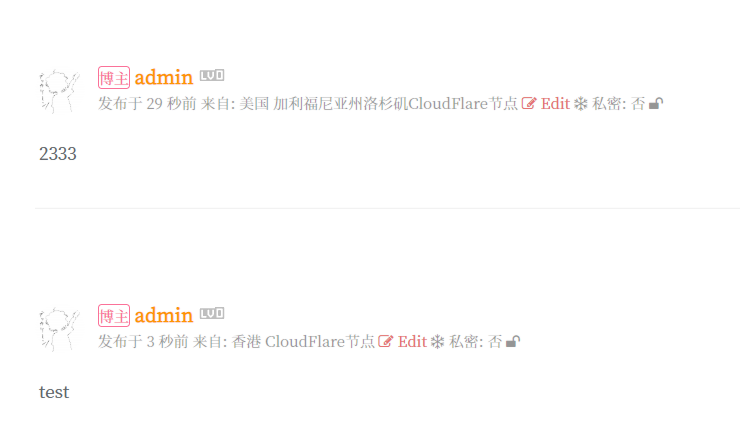 博主 admin LV0
发布于 29 秒前 来自: 美国 加利福尼亚州洛杉矶CloudFlare节点 Edit 私密: 否
2333
博主 admin LV0
发布于 3 秒前 来自: 香港 CloudFlare节点 Edit 私密: 否
test